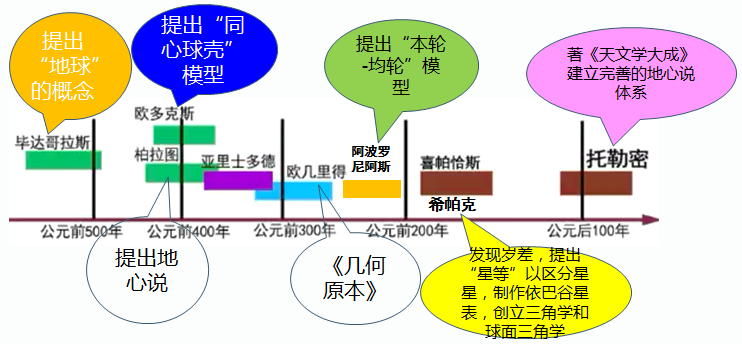 提出
“地球”
的概念
提出“同
心球壳”
模型
提出“本轮
-均轮”模
型
著《天文学大成》
建立完善的地心说
体系
毕达哥拉斯
欧多克斯
柏拉图
亚里士多德
欧几里得
阿波罗
尼阿斯
喜帕恰斯
希帕克
托勒密
公元前500年
公元前400年
公元前300年
公元前200年
公元后100年
提出地
心说
《几何
原本》
发现岁差，提出
“星等”以区分星
星，制作依巴谷星
表，创立三角学和
球面三角学